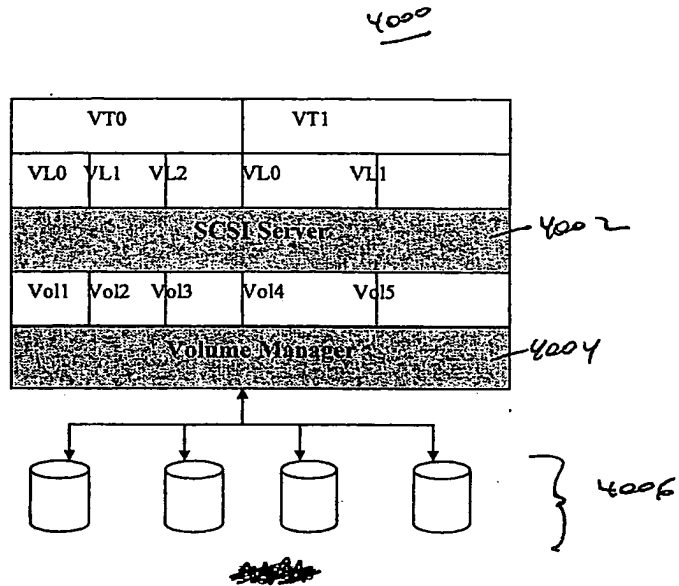 4000
VT0 VT1
VL0 VL1 VL2 VL0 VL1
SCSI Server
4002
Vol1 Vol2 Vol3 Vol4 Vol5
Volume Manager
4004
4006